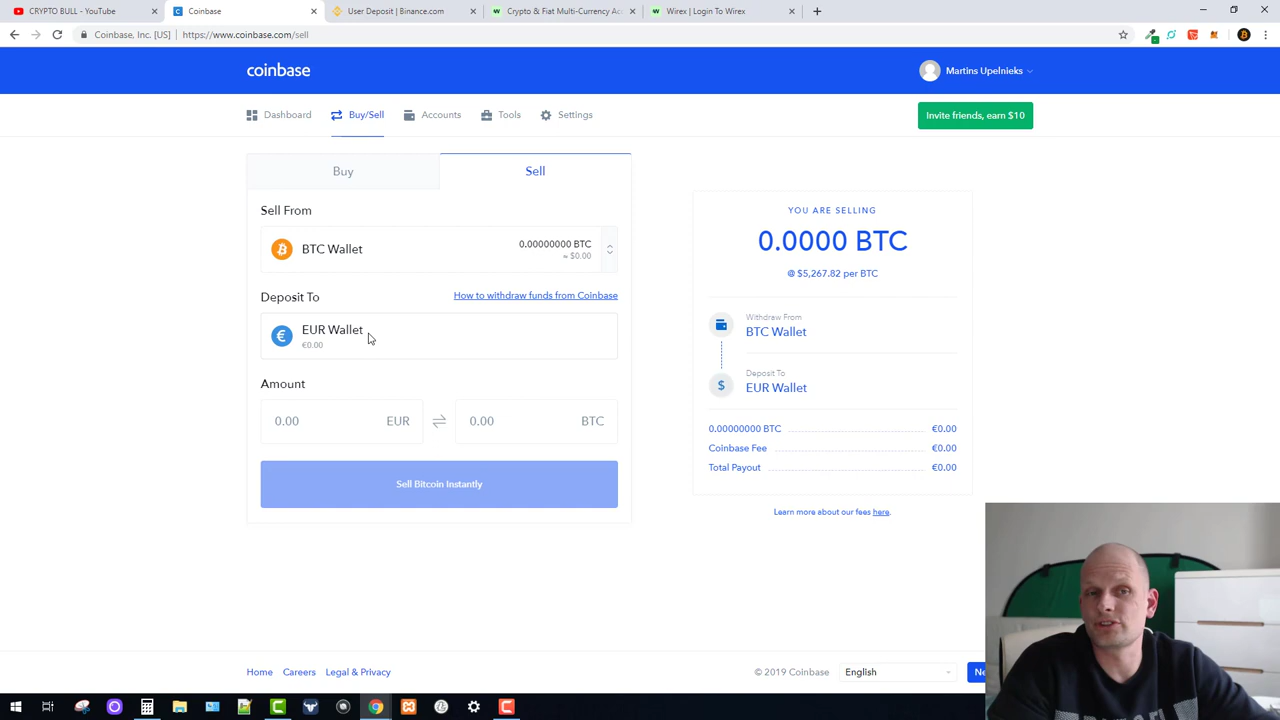 CRYPTO BULL - YouTube
Coinbase
User Deposit | Binance.com
Crypto & Fiat Multi-Currency Ac
Wirex | Login To Wirex
Coinbase, Inc. [US] | https://www.coinbase.com/sell
coinbase
Martins Upelnieks
Dashboard
Buy/Sell
Accounts
Tools
Settings
Invite friends, earn $10
Buy
Sell
Sell From
BTC Wallet
0.00000000 BTC
≈ $0.00
Deposit To
How to withdraw funds from Coinbase
EUR Wallet
€0.00
Amount
0.00 EUR
0.00 BTC
Sell Bitcoin Instantly
YOU ARE SELLING
0.0000 BTC
@ $5,267.82 per BTC
Withdraw From
BTC Wallet
Deposit To
EUR Wallet
0.00000000 BTC €0.00
Coinbase Fee €0.00
Total Payout €0.00
Learn more about our fees here.
Home
Careers
Legal & Privacy
© 2019 Coinbase
English